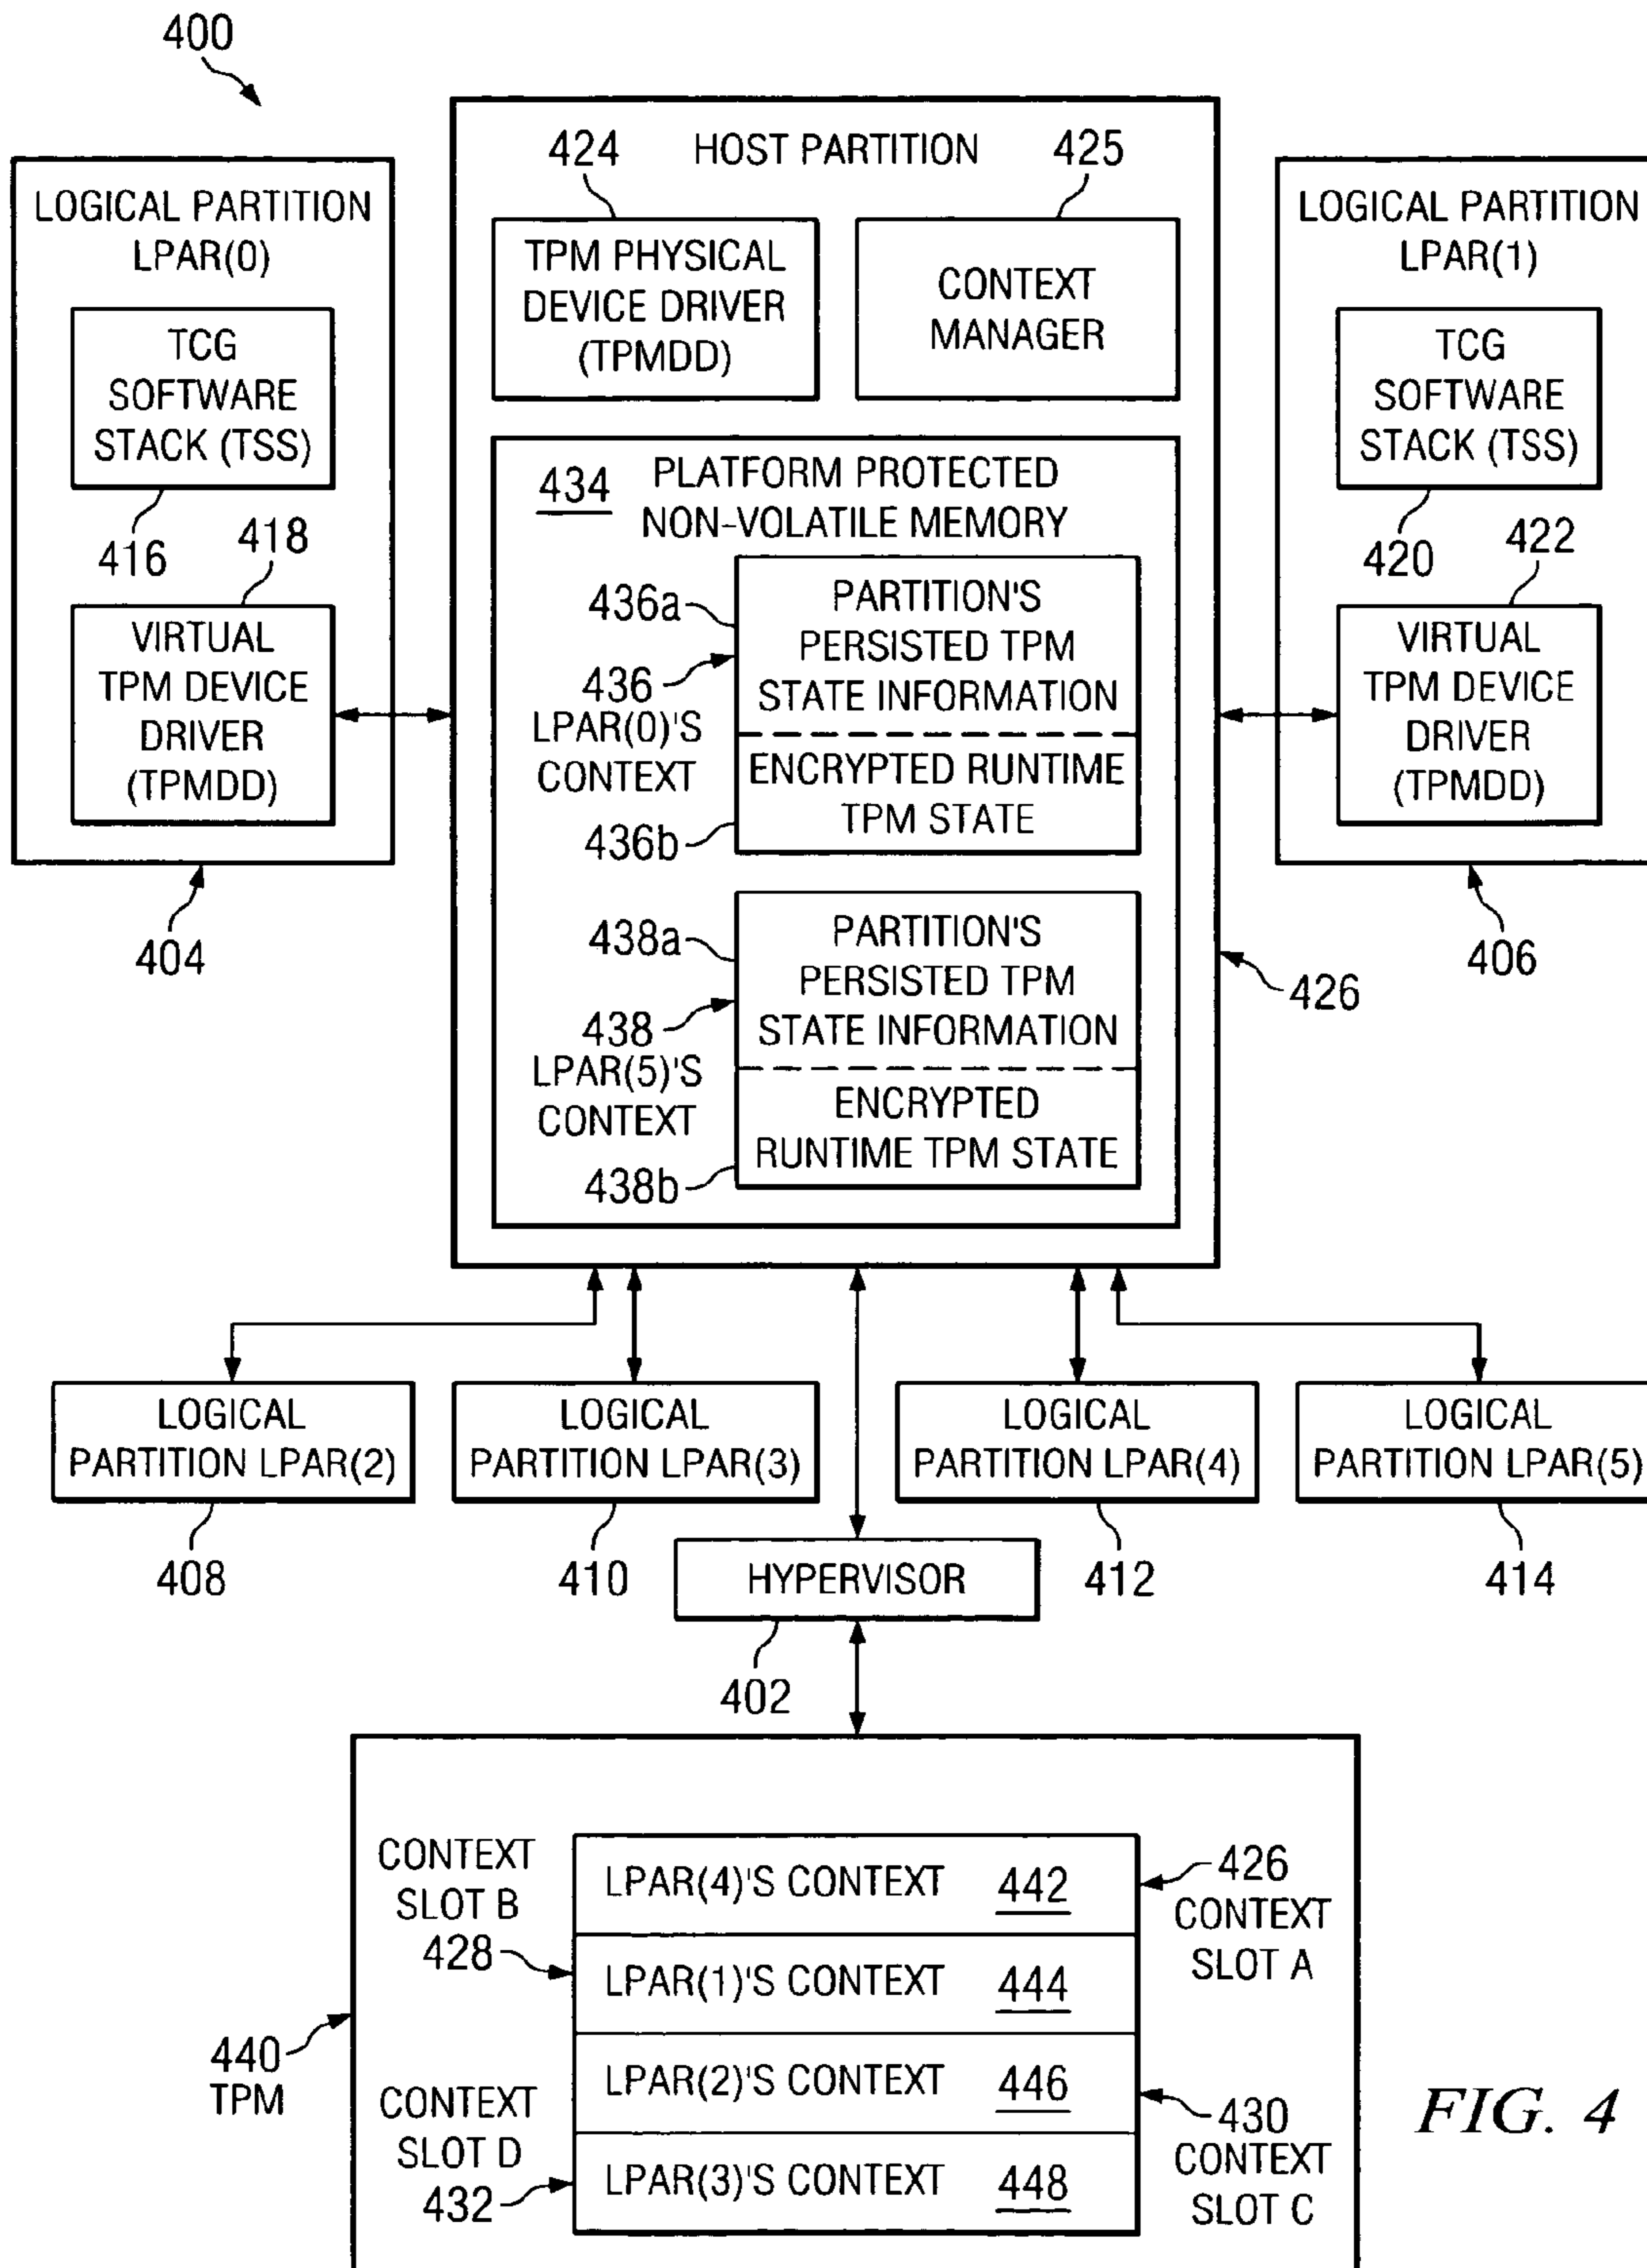 400
LOGICAL PARTITION
LPAR(0)
TCG
SOFTWARE
STACK (TSS)
416
418
VIRTUAL
TPM DEVICE
DRIVER
(TPMDD)
404
HOST PARTITION
424
425
TPM PHYSICAL
DEVICE DRIVER
(TPMDD)
CONTEXT
MANAGER
434
PLATFORM PROTECTED
NON-VOLATILE MEMORY
436a
436
LPAR(0)'S
CONTEXT
436b
PARTITION'S
PERSISTED TPM
STATE INFORMATION
ENCRYPTED RUNTIME
TPM STATE
438a
438
LPAR(5)'S
CONTEXT
438b
PARTITION'S
PERSISTED TPM
STATE INFORMATION
ENCRYPTED
RUNTIME TPM STATE
426
LOGICAL PARTITION
LPAR(1)
TCG
SOFTWARE
STACK (TSS)
420
422
VIRTUAL
TPM DEVICE
DRIVER
(TPMDD)
406
LOGICAL
PARTITION LPAR(2)
408
LOGICAL
PARTITION LPAR(3)
410
LOGICAL
PARTITION LPAR(4)
412
LOGICAL
PARTITION LPAR(5)
414
HYPERVISOR
402
440
TPM
CONTEXT
SLOT B
428
CONTEXT
SLOT D
432
LPAR(4)'S CONTEXT 442
LPAR(1)'S CONTEXT 444
LPAR(2)'S CONTEXT 446
LPAR(3)'S CONTEXT 448
426
CONTEXT
SLOT A
430
CONTEXT
SLOT C
FIG. 4